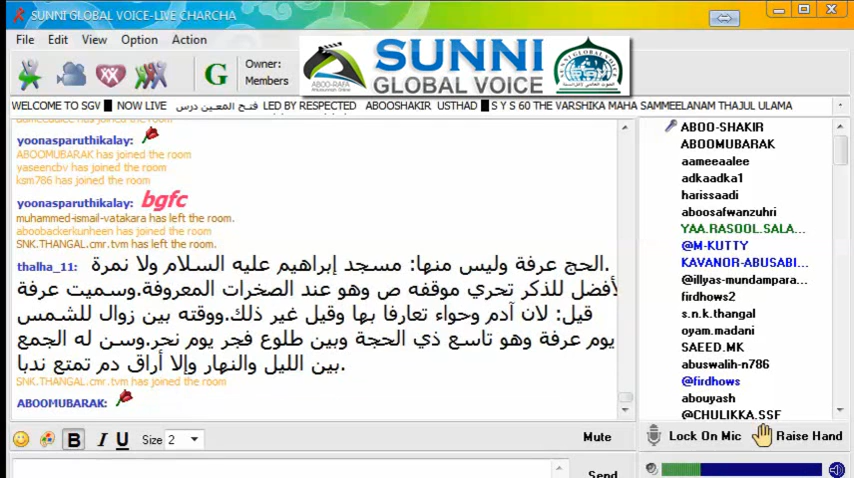 SUNNI GLOBAL VOICE-LIVE CHARCHA
File Edit View Option Action
G Owner:
Members
ABOO-RAFA
SUNNI
GLOBAL VOICE
WELCOME TO SGV NOW LIVE فتح المعين درس LED BY RESPECTED ABOOSHAKIR USTHAD S Y S 60 THE VARSHIKA MAHA SAMMEELANAM THAJUL ULAMA
aameeaalee has joined the room
yoonasparuthikalay:
ABOOMUBARAK has joined the room
yaseencbv has joined the room
ksm786 has joined the room
yoonasparuthikalay: bgfc
muhammed-ismail-vatakara has left the room.
aboobackerkunheen has joined the room
SNK.THANGAL.cmr.tvm has left the room.
thalha_11: الحج عرفة وليس منها: مسجد إبراهيم عليه السلام ولا نمرة.
لأفضل للذكر تحري موقفه ص وهو عند الصخرات المعروفة.وسميت عرفة
قيل: لان آدم وحواء تعارفا بها وقيل غير ذلك.ووقته بين زوال للشمس
يوم عرفة وهو تاسع ذي الحجة وبين طلوع فجر يوم نحر.وسن له الجمع
بين الليل والنهار وإلا أراق دم تمتع ندبا.
SNK.THANGAL.cmr.tvm has joined the room
ABOOMUBARAK:
ABOO-SHAKIR
ABOOMUBARAK
aameeaalee
adkaadka1
harissaadi
aboosafwanzuhri
YAA.RASOOL.SALA...
@M-KUTTY
KAVANOR-ABUSABI...
@illyas-mundampara...
firdhows2
s.n.k.thangal
oyam.madani
SAEED.MK
abuswalih-n786
@firdhows
abouyash
@CHULIKKA.SSF
B I U Size 2 Mute
Lock On Mic Raise Hand
Send